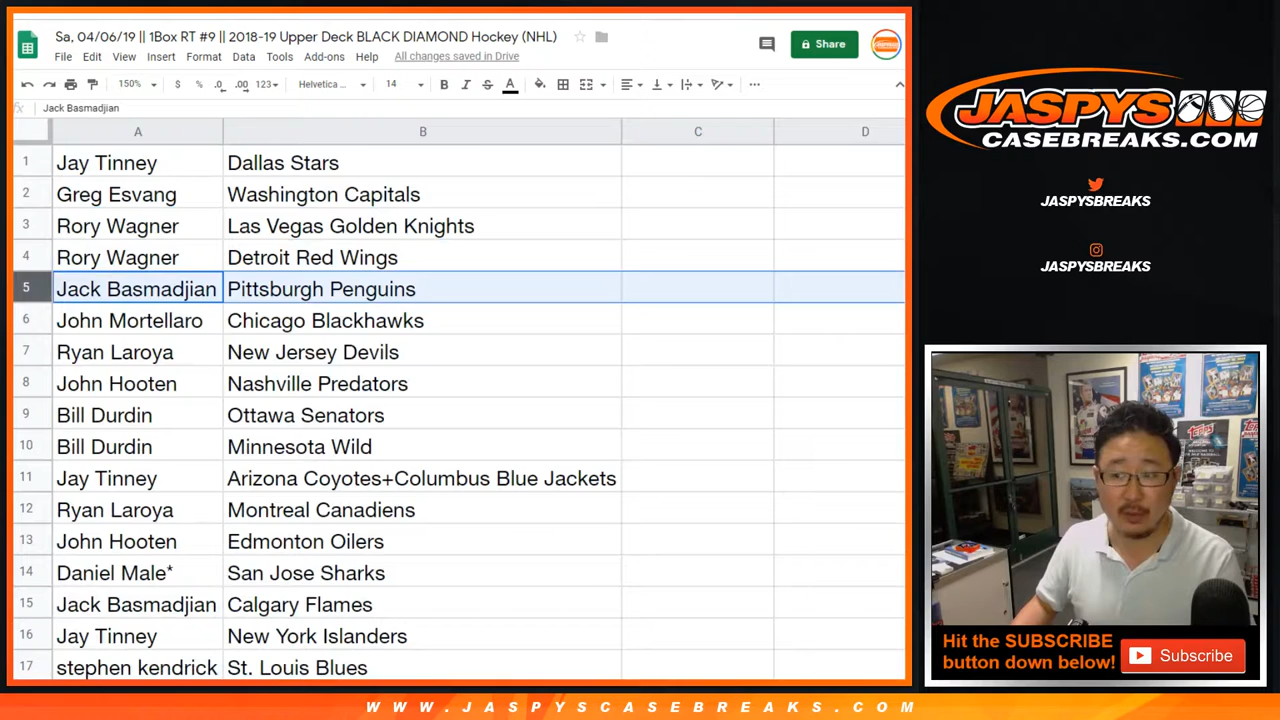 Sa, 04/06/19 || 1Box RT #9 || 2018-19 Upper Deck BLACK DIAMOND Hockey (NHL)
File Edit View Insert Format Data Tools Add-ons Help All changes saved in Drive
Share
150% $ % .0 .00 123 Helvetica ... 14 B I S A
fx Jack Basmadjian
A B C D
1 Jay Tinney Dallas Stars
2 Greg Esvang Washington Capitals
3 Rory Wagner Las Vegas Golden Knights
4 Rory Wagner Detroit Red Wings
5 Jack Basmadjian Pittsburgh Penguins
6 John Mortellaro Chicago Blackhawks
7 Ryan Laroya New Jersey Devils
8 John Hooten Nashville Predators
9 Bill Durdin Ottawa Senators
10 Bill Durdin Minnesota Wild
11 Jay Tinney Arizona Coyotes+Columbus Blue Jackets
12 Ryan Laroya Montreal Canadiens
13 John Hooten Edmonton Oilers
14 Daniel Male* San Jose Sharks
15 Jack Basmadjian Calgary Flames
16 Jay Tinney New York Islanders
17 stephen kendrick St. Louis Blues
JASPYS
CASEBREAKS.COM
JASPYSBREAKS
JASPYSBREAKS
TOPPS
Hit the SUBSCRIBE
button down below!
Subscribe
WWW.JASPYSCASEBREAKS.COM